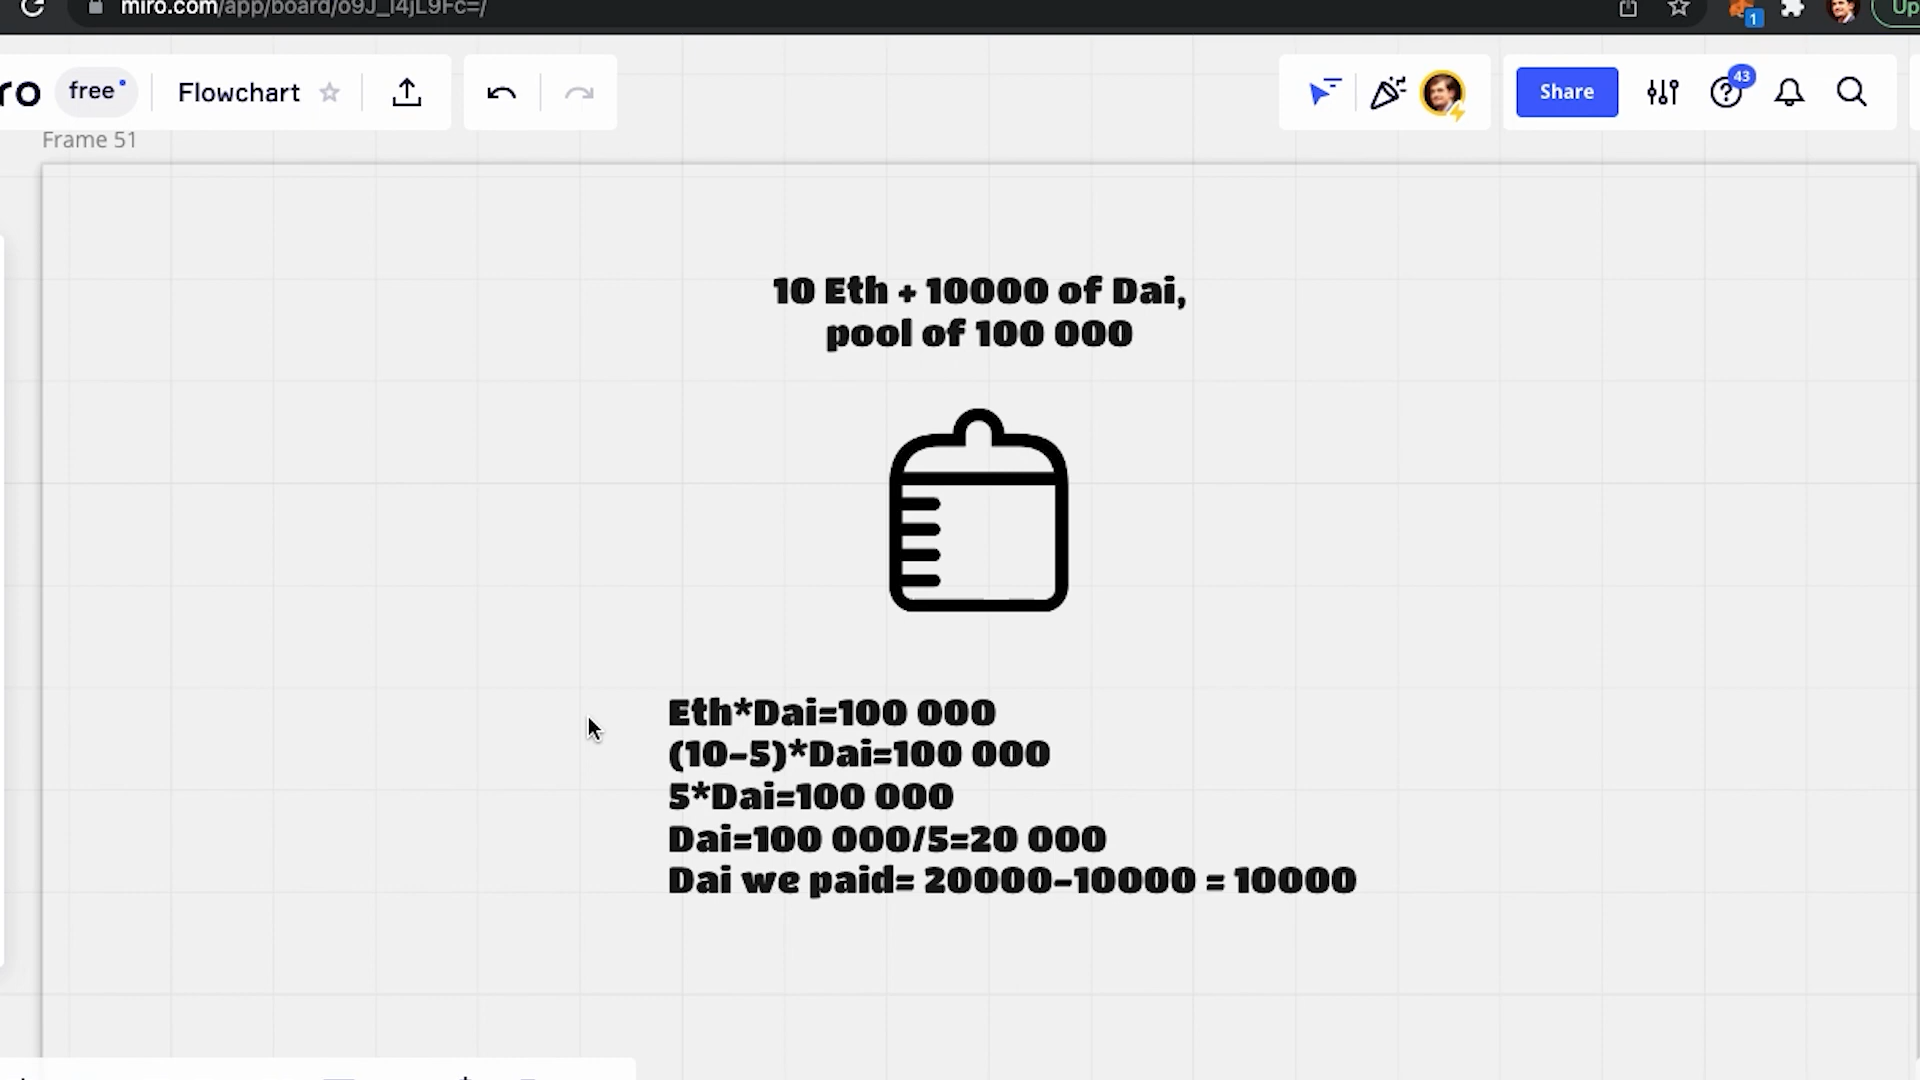 miro.com/app/board/o9J_l4jL9Fc=/
1
Up
ro
free
Flowchart
Share
43
Frame 51
10 Eth + 10000 of Dai,
pool of 100 000
Eth*Dai=100 000
(10-5)*Dai=100 000
5*Dai=100 000
Dai=100 000/5=20 000
Dai we paid= 20000-10000 = 10000